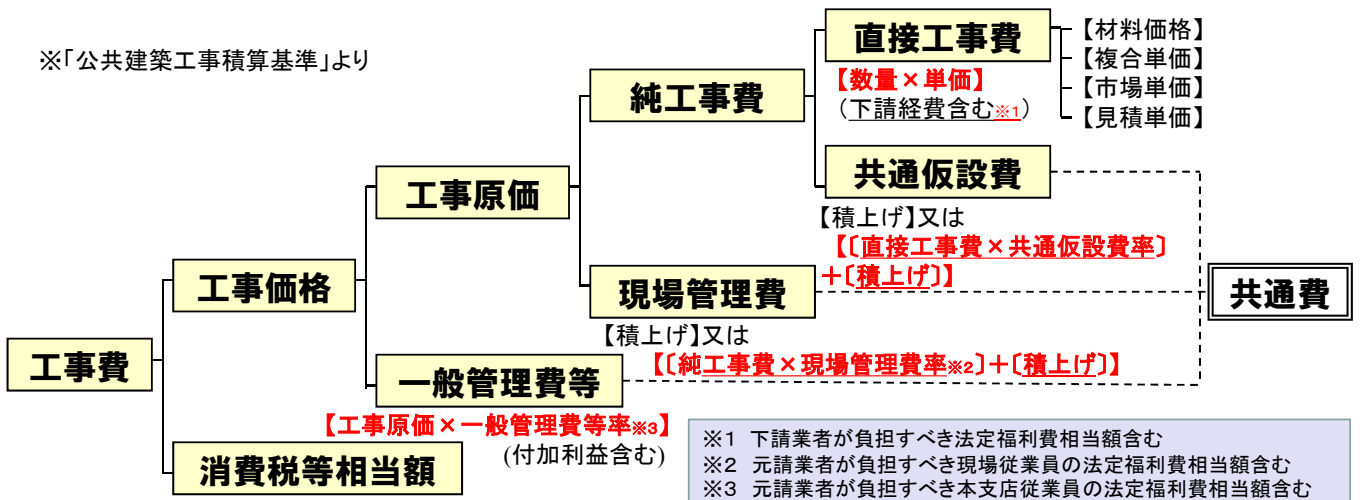 ※「公共建築工事積算基準」より
直接工事費
【数量×単価】
(下請経費含む※1)
【材料価格】
【複合単価】
【市場単価】
【見積単価】
純工事費
共通仮設費
【積上げ】又は
【〔直接工事費×共通仮設費率〕
+〔積上げ〕】
工事原価
現場管理費
【積上げ】又は
【〔純工事費×現場管理費率※2〕+〔積上げ〕】
共通費
工事価格
一般管理費等
【工事原価×一般管理費等率※3】
(付加利益含む)
工事費
消費税等相当額
※1 下請業者が負担すべき法定福利費相当額含む
※2 元請業者が負担すべき現場従業員の法定福利費相当額含む
※3 元請業者が負担すべき本支店従業員の法定福利費相当額含む